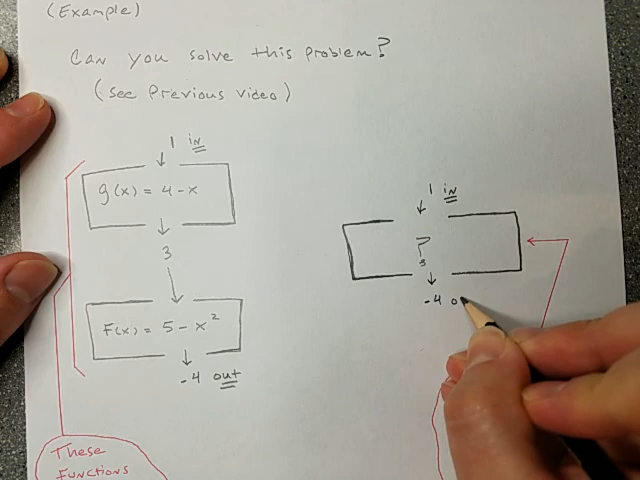 (Example)
Can you solve this problem?
(see previous video)
1 in
g(x) = 4 - x
3
F(x) = 5 - x²
-4 out
These
Functions
1 in
?
-4 o